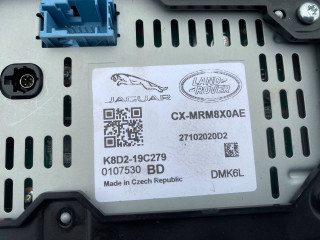 JAGUAR
LAND
ROVER
CX-MRM8X0AE
27102020D2
K8D2-19C279
0107530 BD
Made in Czech Republic
DMK6L